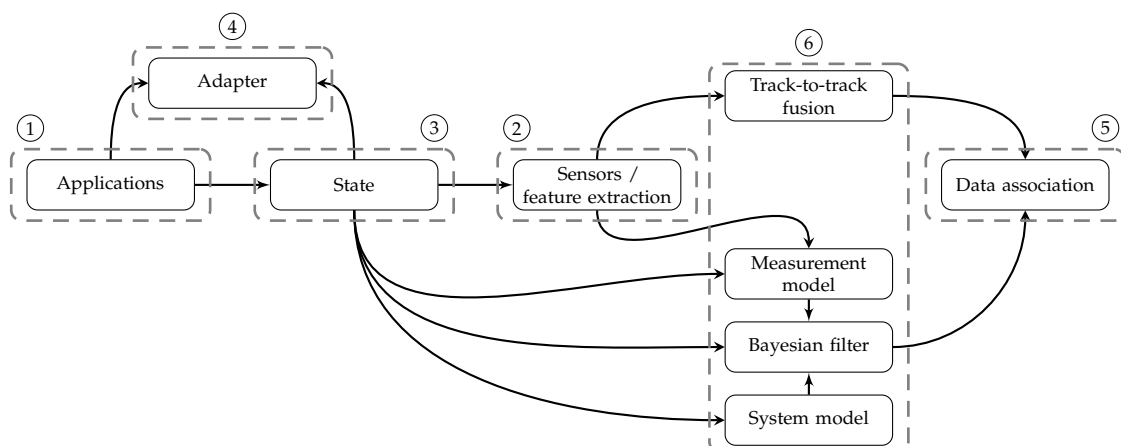 4
6
Adapter
Track-to-track
fusion
1
3
2
5
Applications
State
Sensors /
feature extraction
Data association
Measurement
model
Bayesian filter
System model